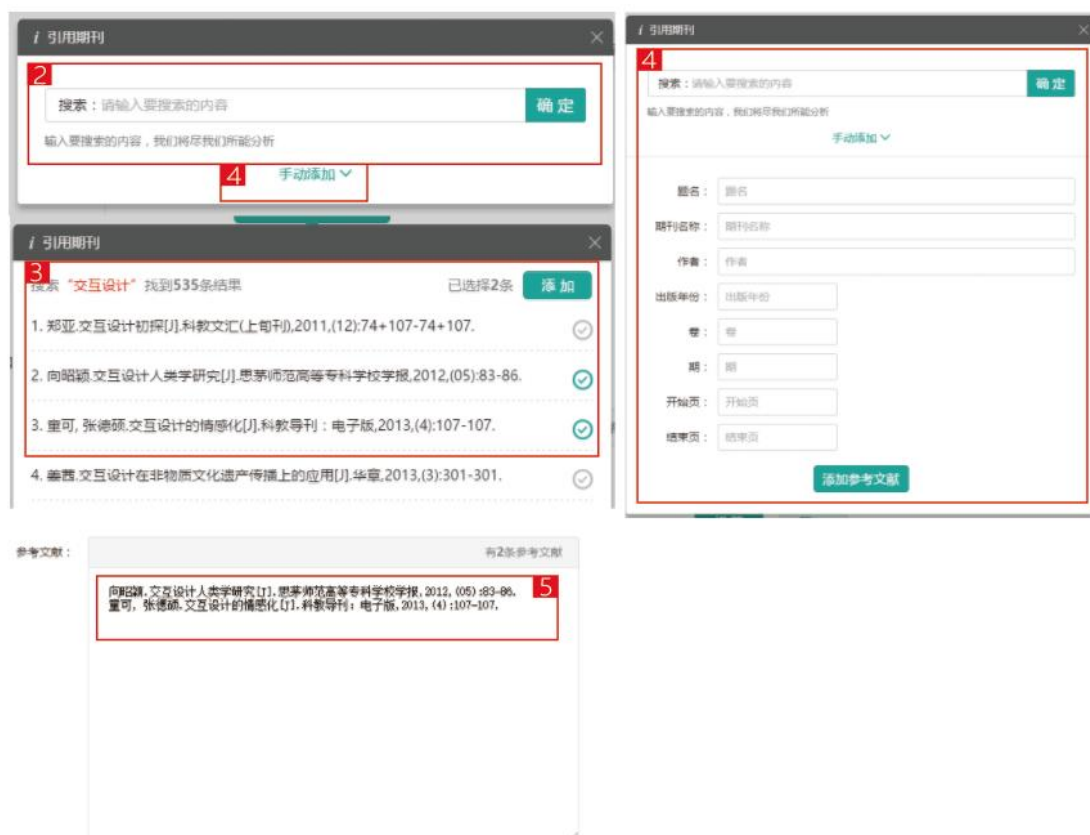 i 引用期刊
2
搜索：请输入要搜索的内容
确定
输入要搜索的内容，我们将尽我们所能分析
4 手动添加
i 引用期刊
3
搜索 "交互设计" 找到535条结果 已选择2条 添加
1. 郑亚.交互设计初探[J].科教文汇(上旬刊),2011,(12):74+107-74+107.
2. 向昭颖.交互设计人类学研究[J].思茅师范高等专科学校学报,2012,(05):83-86.
3. 童可, 张德硕.交互设计的情感化[J].科教导刊：电子版,2013,(4):107-107.
4. 姜茜.交互设计在非物质文化遗产传播上的应用[J].华章,2013,(3):301-301.
i 引用期刊
4
搜索：请输入要搜索的内容
确定
输入要搜索的内容，我们将尽我们所能分析
手动添加
题名： 题名
期刊名称： 期刊名称
作者： 作者
出版年份： 出版年份
卷： 卷
期： 期
开始页： 开始页
结束页： 结束页
添加参考文献
参考文献： 有2条参考文献
5
向昭颖.交互设计人类学研究[J].思茅师范高等专科学校学报,2012,(05):83-86.
童可, 张德硕.交互设计的情感化[J].科教导刊：电子版,2013,(4):107-107.